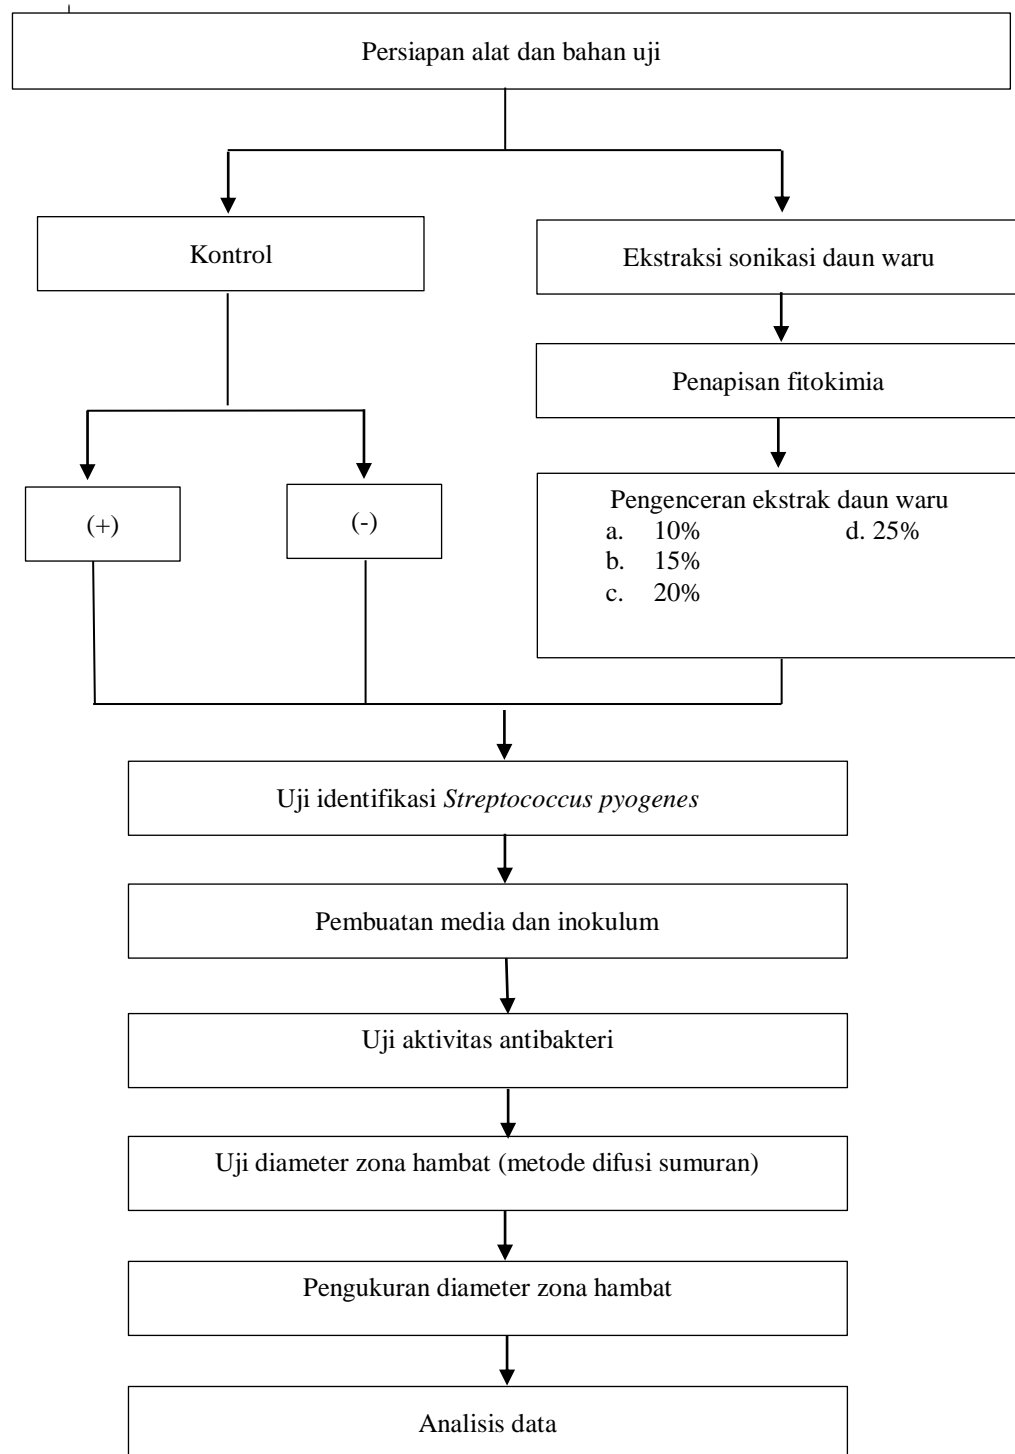 Persiapan alat dan bahan uji
Kontrol
Ekstraksi sonikasi daun waru
Penapisan fitokimia
(+)
(-)
Pengenceran ekstrak daun waru
a. 10% d. 25%
b. 15%
c. 20%
Uji identifikasi Streptococcus pyogenes
Pembuatan media dan inokulum
Uji aktivitas antibakteri
Uji diameter zona hambat (metode difusi sumuran)
Pengukuran diameter zona hambat
Analisis data